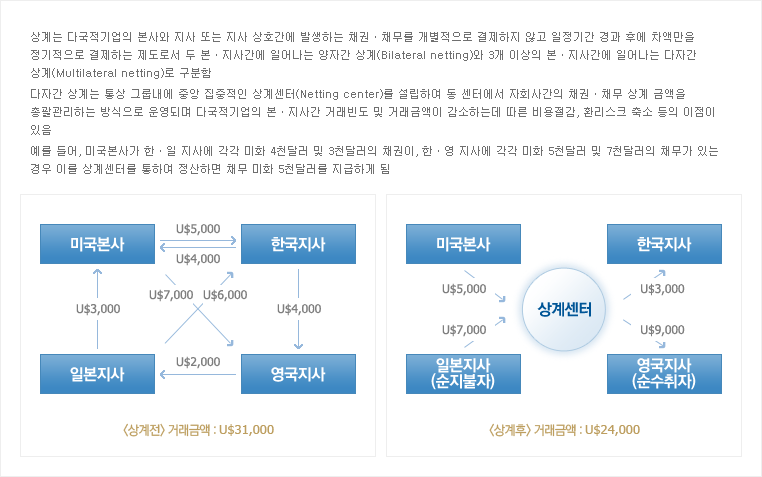 상계는 다국적기업의 본사와 지사 또는 지사 상호간에 발생하는 채권 · 채무를 개별적으로 결제하지 않고 일정기간 경과 후에 차액만을
정기적으로 결제하는 제도로서 두 본 · 지사간에 일어나는 양자간 상계(Bilateral netting)와 3개 이상의 본 · 지사간에 일어나는 다자간
상계(Multilateral netting)로 구분함
다자간 상계는 통상 그룹내에 중앙 집중적인 상계센터(Netting center)를 설립하여 동 센터에서 자회사간의 채권 · 채무 상계 금액을
총괄관리하는 방식으로 운영되며 다국적기업의 본 · 지사간 거래빈도 및 거래금액이 감소하는데 따른 비용절감, 환리스크 축소 등의 이점이
있음
예를 들어, 미국본사가 한 · 일 지사에 각각 미화 4천달러 및 3천달러의 채권이, 한 · 영 지사에 각각 미화 5천달러 및 7천달러의 채무가 있는
경우 이를 상계센터를 통하여 정산하면 채무 미화 5천달러를 지급하게 됨
미국본사
U$5,000
U$4,000
한국지사
U$3,000
U$7,000
U$6,000
U$4,000
일본지사
U$2,000
영국지사
<상계전> 거래금액 : U$31,000
미국본사
한국지사
U$5,000
U$3,000
상계센터
U$7,000
U$9,000
일본지사
(순지불자)
영국지사
(순수취자)
<상계후> 거래금액 : U$24,000